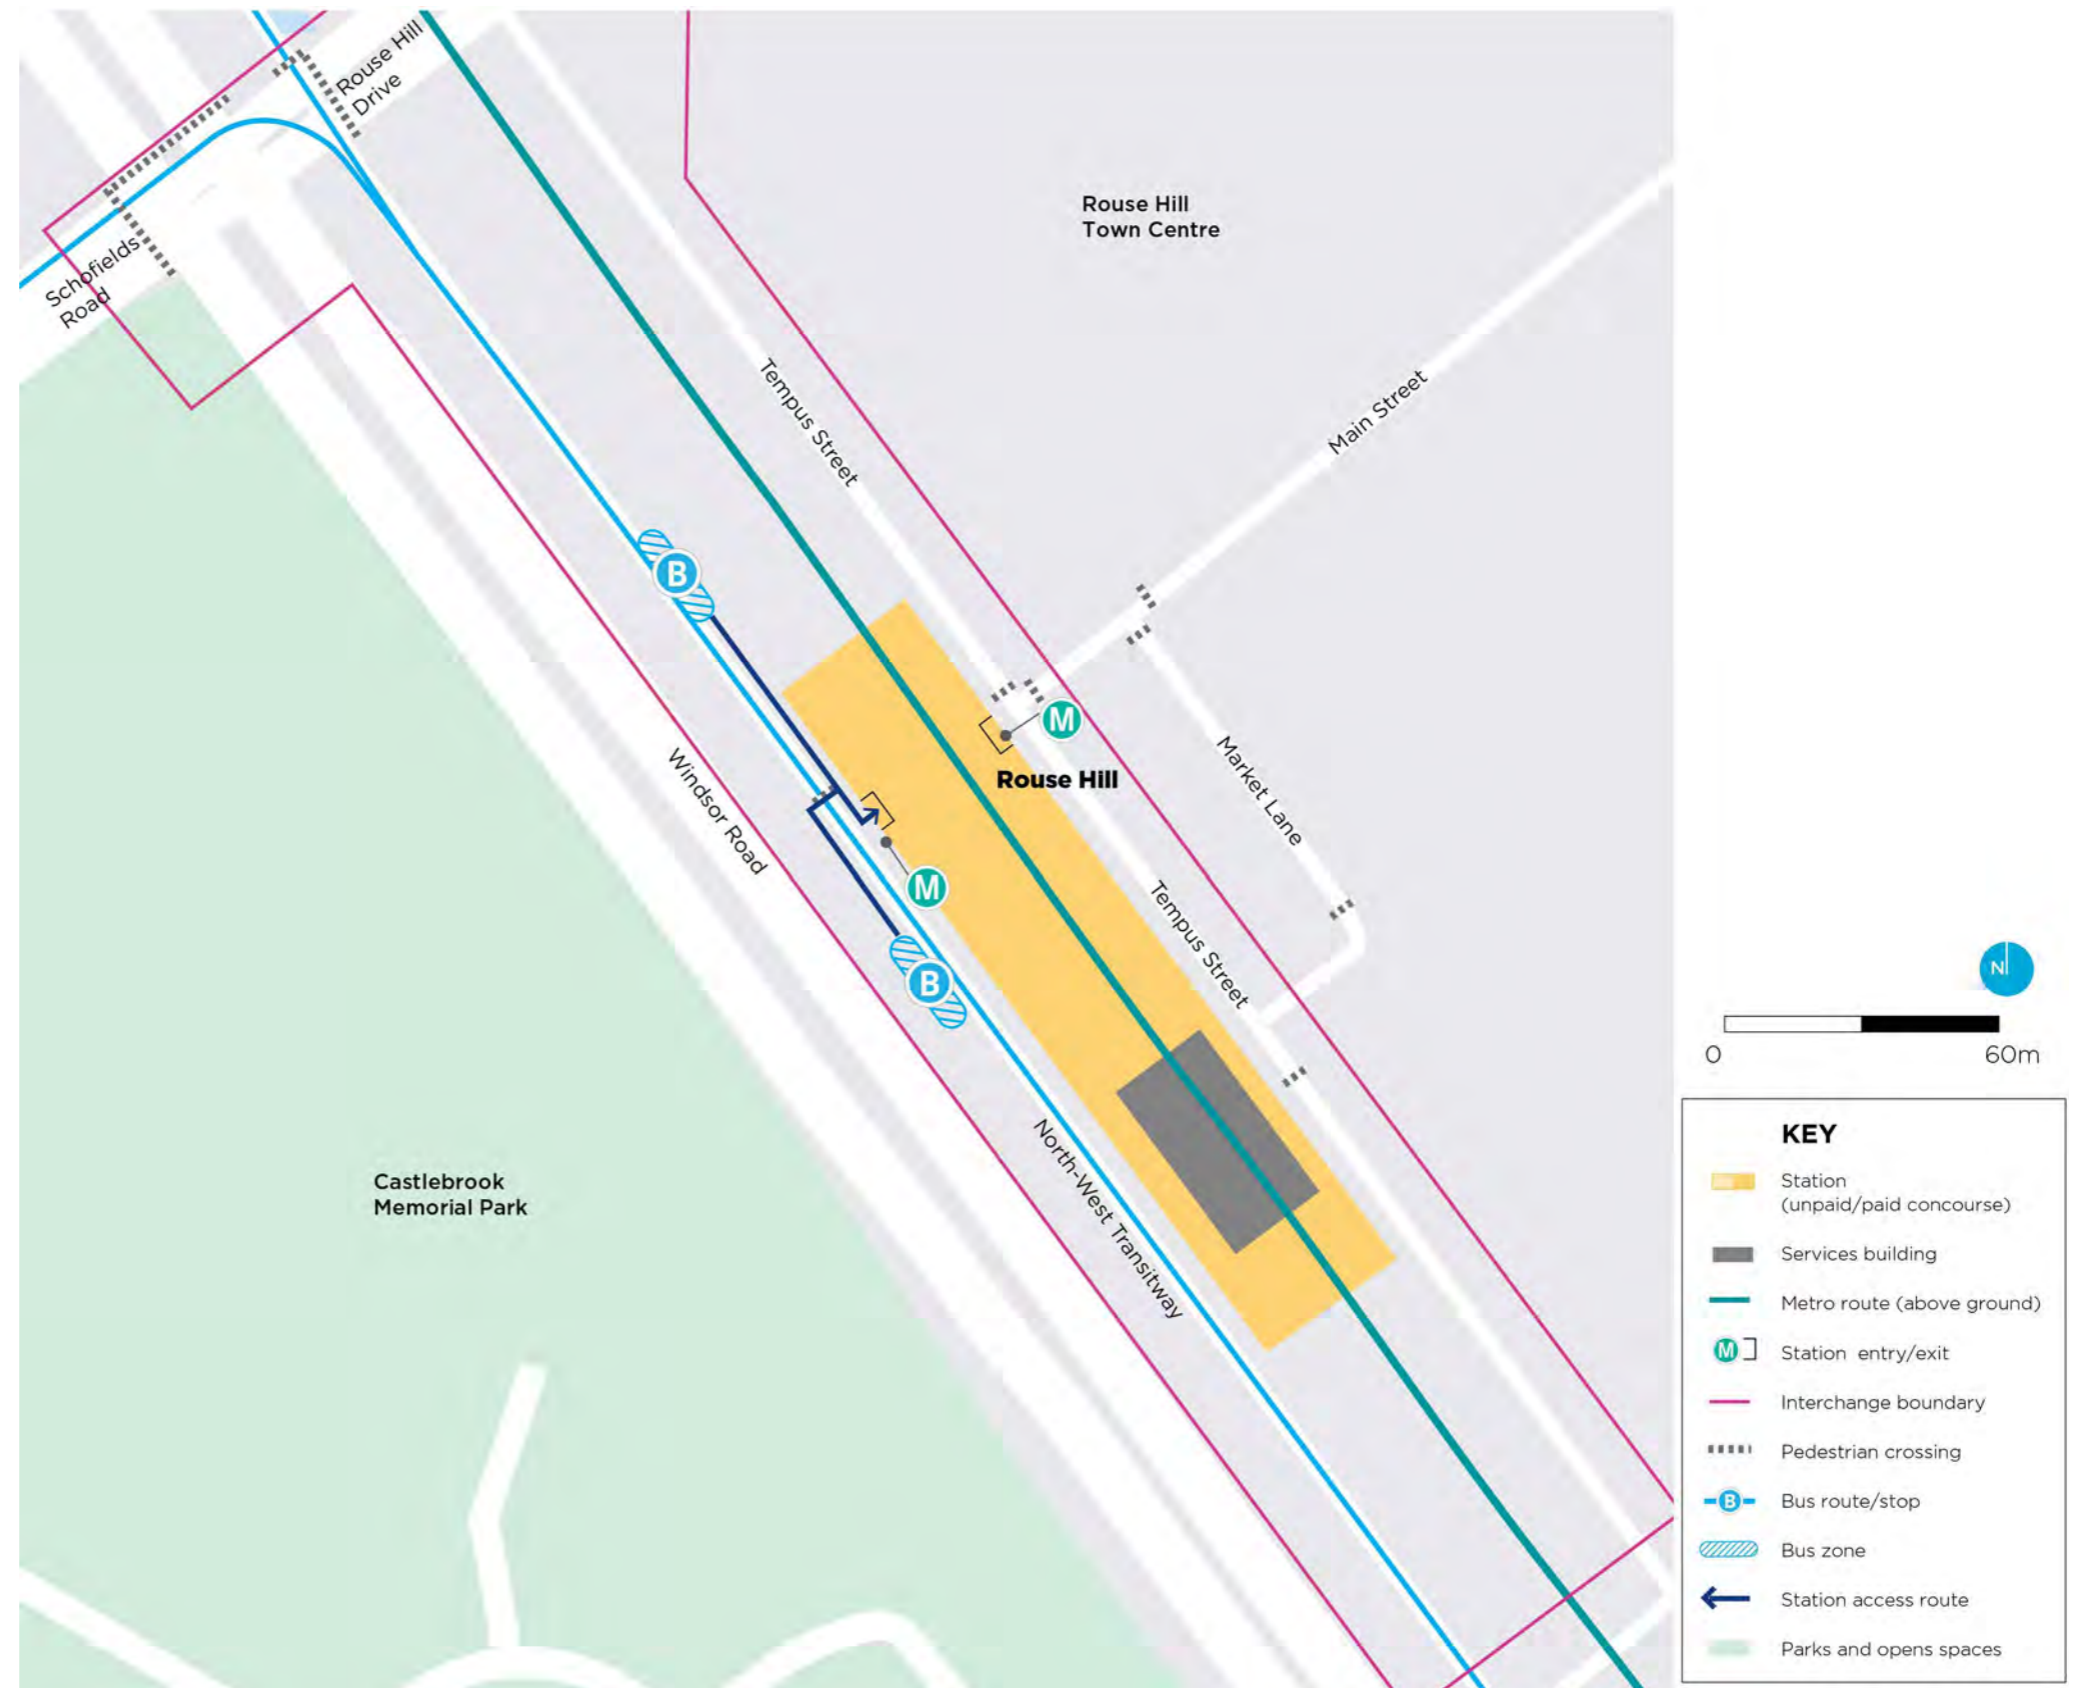 Rouse Hill
Drive
Schofields
Road
Rouse Hill
Town Centre
Tempus Street
Main Street
B
M
Rouse Hill
Market Lane
Windsor Road
M
Tempus Street
B
North-West Transitway
Castlebrook
Memorial Park
N
0 60m
KEY
Station
(unpaid/paid concourse)
Services building
Metro route (above ground)
M Station entry/exit
Interchange boundary
Pedestrian crossing
B Bus route/stop
Bus zone
Station access route
Parks and opens spaces